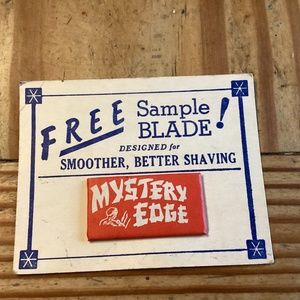 FREE Sample
BLADE!
DESIGNED for
SMOOTHER, BETTER SHAVING
MYSTERY
EDGE